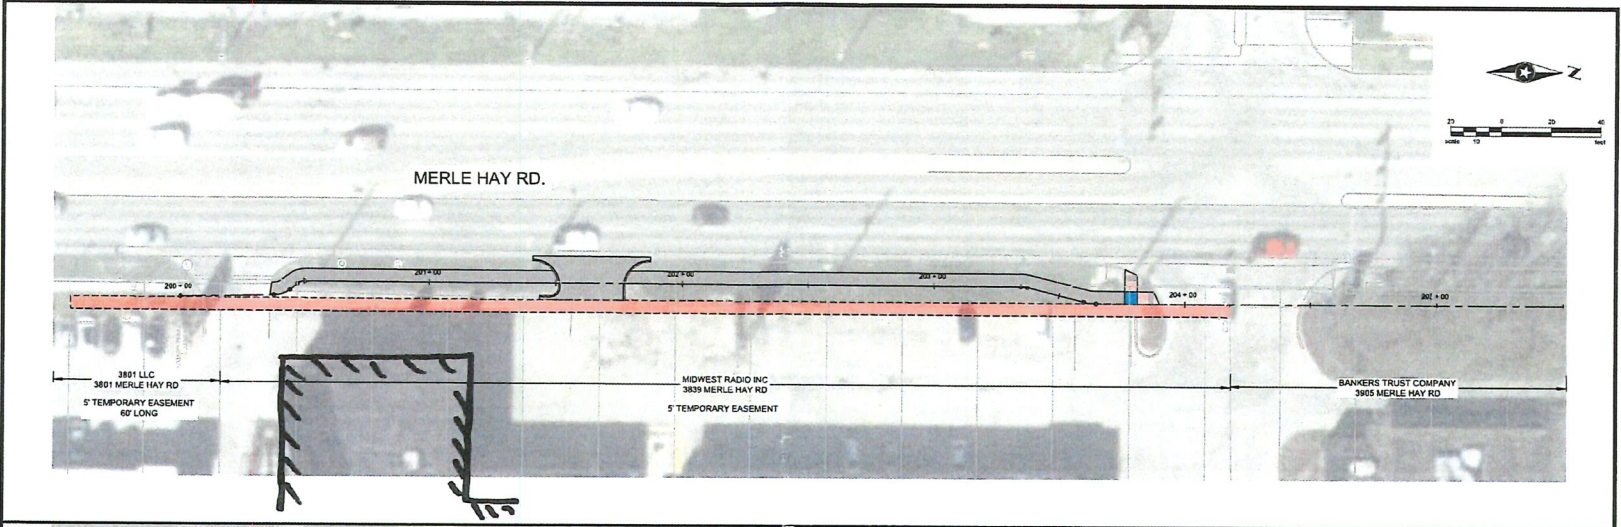 Z
20 0 20 40
scale 10 feet
MERLE HAY RD.
200+00
201+00
202+00
203+00
204+00
3801 LLC
3801 MERLE HAY RD
5' TEMPORARY EASEMENT
60' LONG
MIDWEST RADIO INC
3839 MERLE HAY RD
5' TEMPORARY EASEMENT
BANKERS TRUST COMPANY
3905 MERLE HAY RD